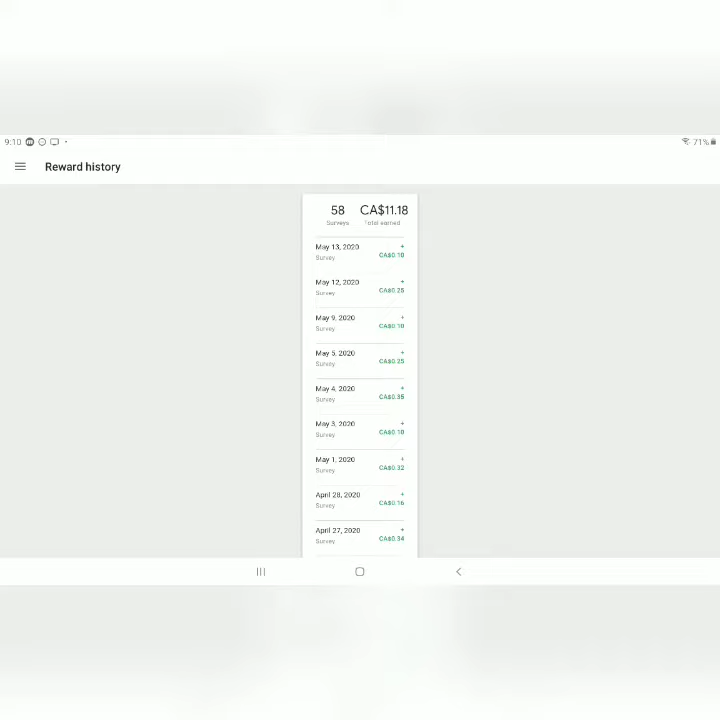 9:10
71%
Reward history
58 CA$11.18
Surveys Total earned
May 13, 2020 +
Survey CA$0.10
May 12, 2020 +
Survey CA$0.25
May 9, 2020 +
Survey CA$0.10
May 5, 2020 +
Survey CA$0.25
May 4, 2020 +
Survey CA$0.35
May 3, 2020 +
Survey CA$0.10
May 1, 2020 +
Survey CA$0.32
April 28, 2020 +
Survey CA$0.16
April 27, 2020 +
Survey CA$0.34